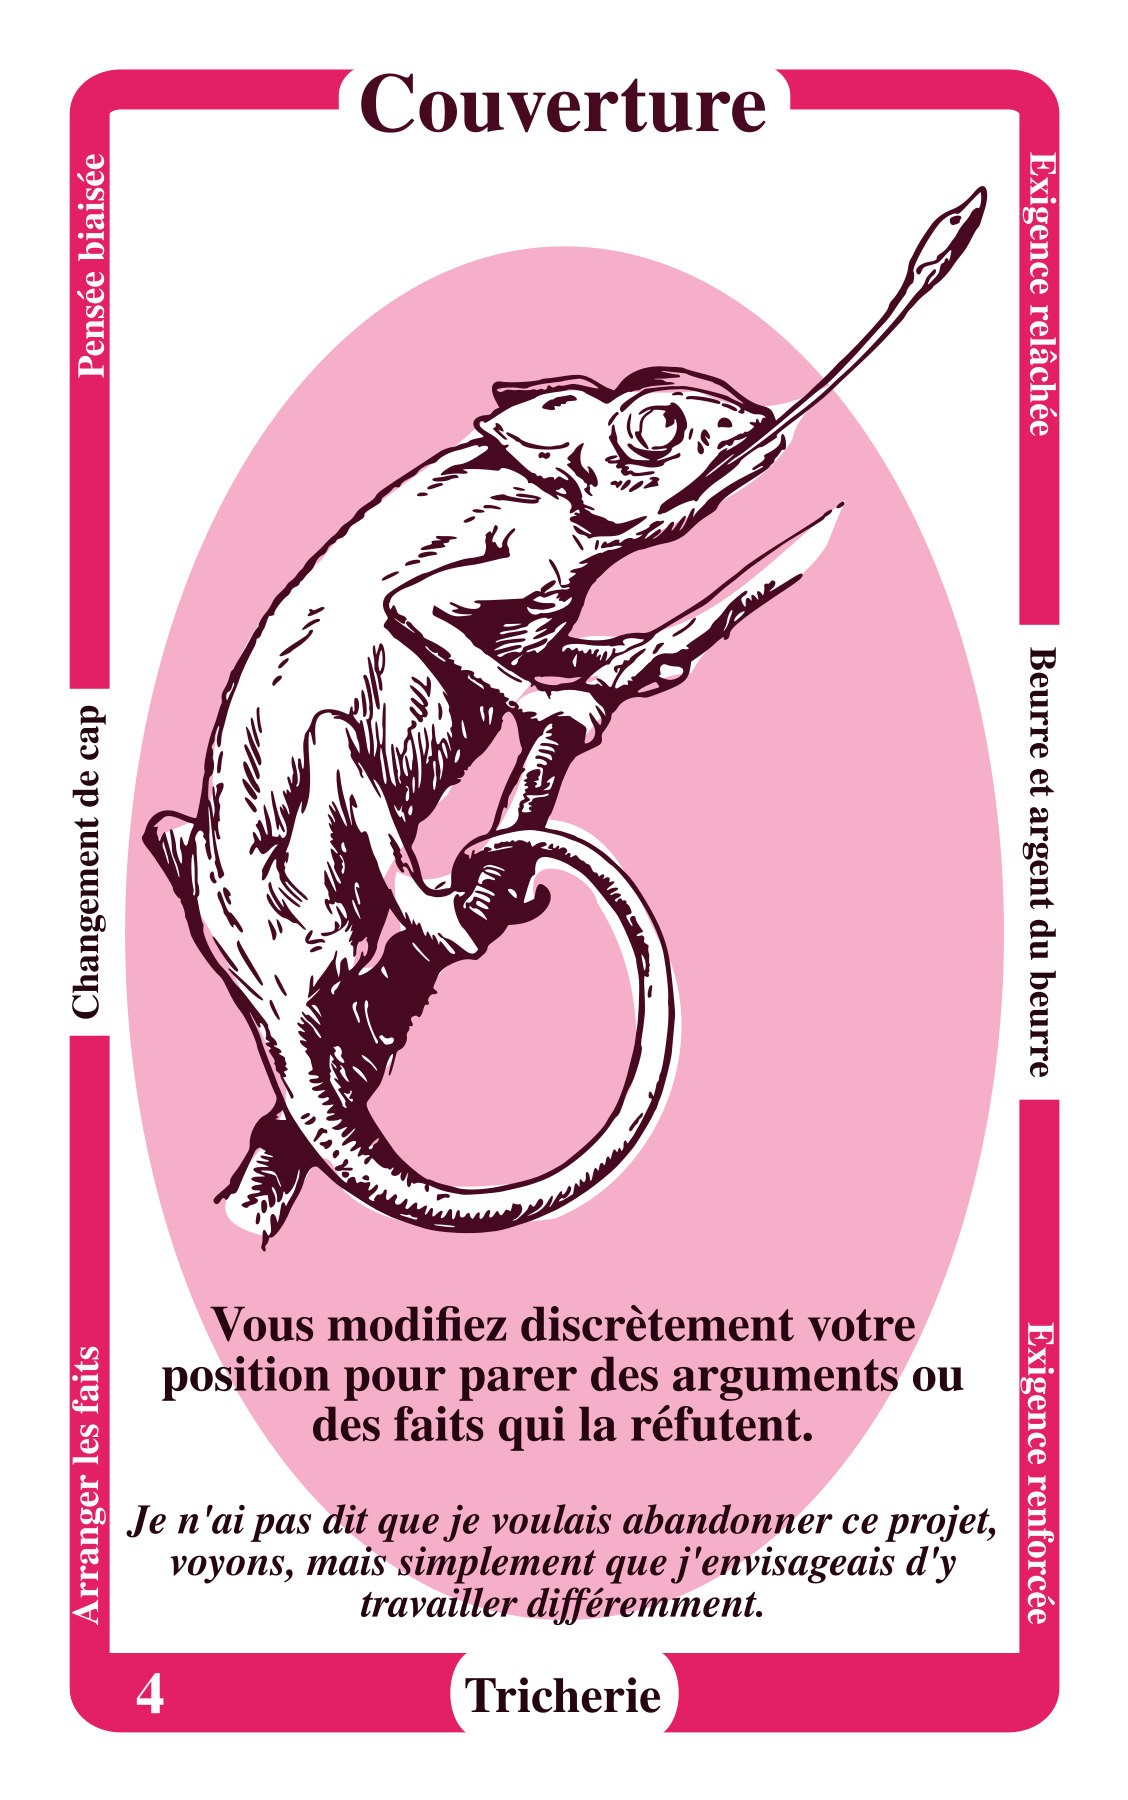 Couverture
Pensée biaisée
Changement de cap
Arranger les faits
Exigence relâchée
Beurre et argent du beurre
Exigence renforcée
Vous modifiez discrètement votre
position pour parer des arguments ou
des faits qui la réfutent.
Je n'ai pas dit que je voulais abandonner ce projet,
voyons, mais simplement que j'envisageais d'y
travailler différemment.
4
Tricherie